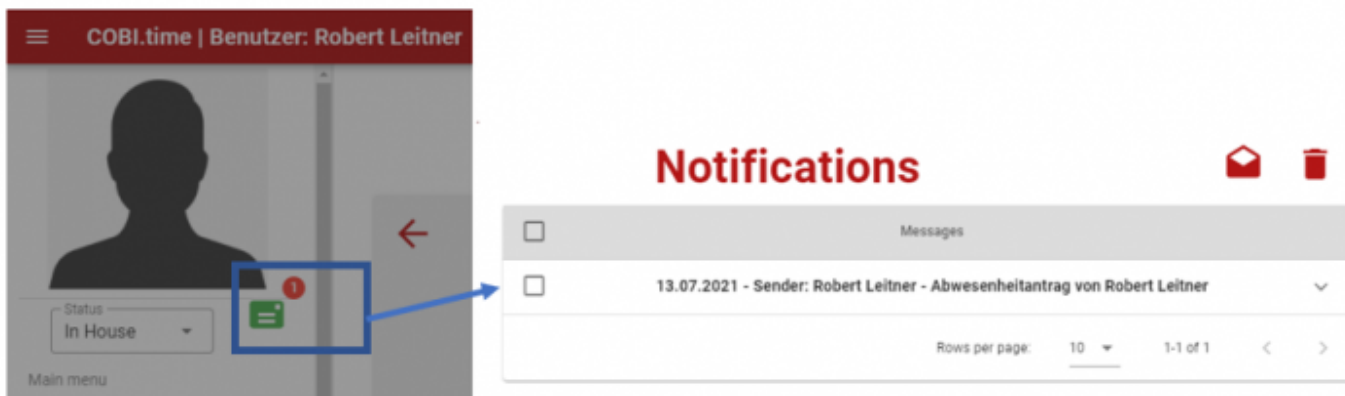 COBI.time | Benutzer: Robert Leitner
1
Status
In House
Main menu
Notifications
Messages
13.07.2021 - Sender: Robert Leitner - Abwesenheitantrag von Robert Leitner
Rows per page: 10 1-1 of 1